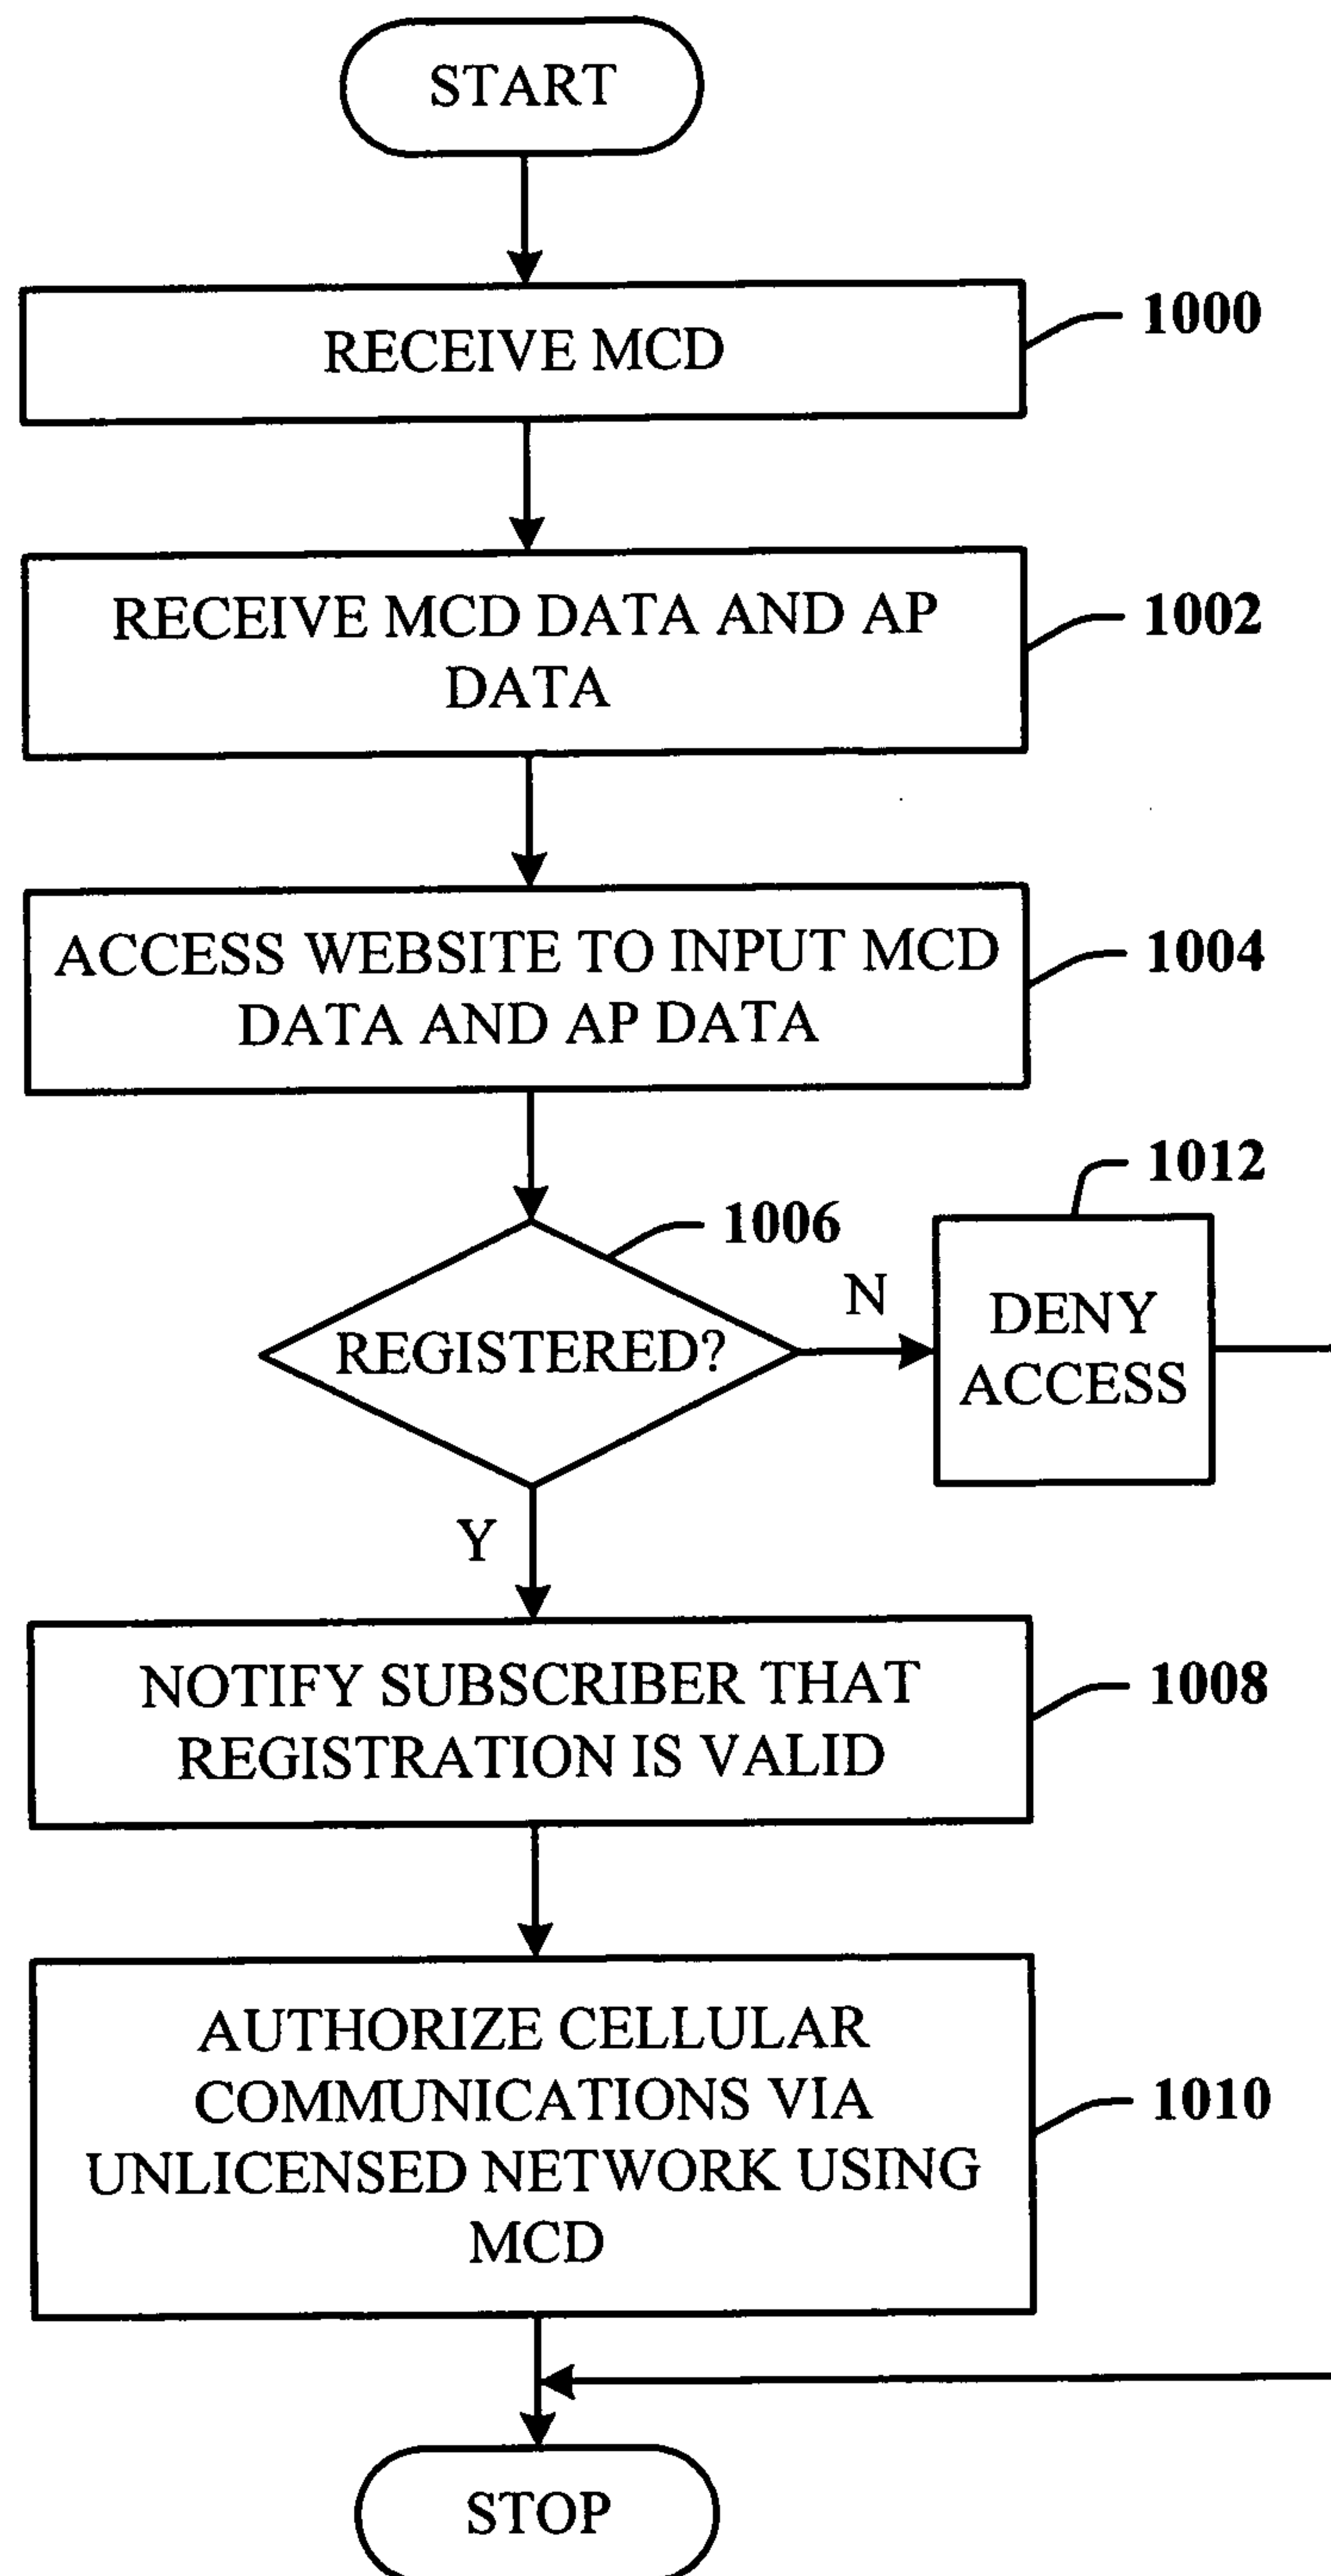 START
RECEIVE MCD
1000
RECEIVE MCD DATA AND AP
DATA
1002
ACCESS WEBSITE TO INPUT MCD
DATA AND AP DATA
1004
1012
1006
REGISTERED?
N
DENY
ACCESS
Y
NOTIFY SUBSCRIBER THAT
REGISTRATION IS VALID
1008
AUTHORIZE CELLULAR
COMMUNICATIONS VIA
UNLICENSED NETWORK USING
MCD
1010
STOP